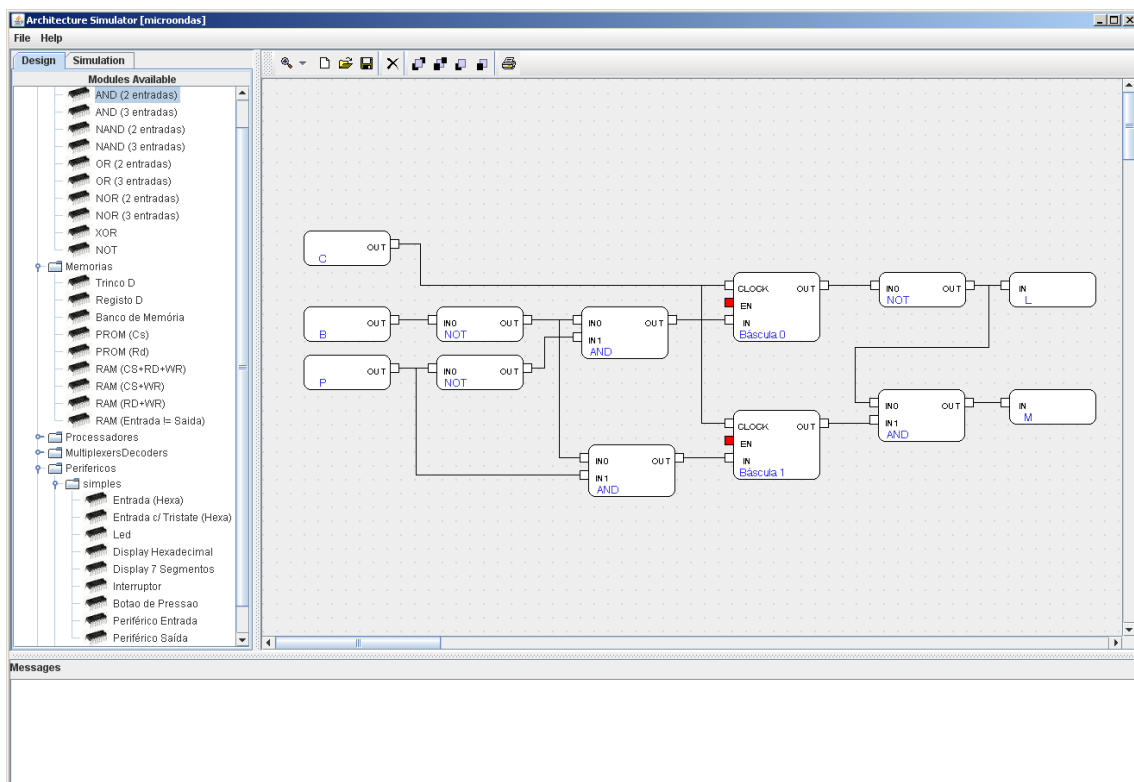 Architecture Simulator [microondas]
File Help
Design Simulation
Modules Available
AND (2 entradas)
AND (3 entradas)
NAND (2 entradas)
NAND (3 entradas)
OR (2 entradas)
OR (3 entradas)
NOR (2 entradas)
NOR (3 entradas)
XOR
NOT
Memorias
Trinco D
Registo D
Banco de Memória
PROM (Cs)
PROM (Rd)
RAM (CS+RD+WR)
RAM (CS+WR)
RAM (RD+WR)
RAM (Entrada != Saida)
Processadores
MultiplexersDecoders
Perifericos
simples
Entrada (Hexa)
Entrada c/ Tristate (Hexa)
Led
Display Hexadecimal
Display 7 Segmentos
Interruptor
Botao de Pressao
Periférico Entrada
Periférico Saída
OUT
C
OUT
B
OUT
P
IN0 OUT
NOT
IN0 OUT
NOT
IN0 OUT
IN1
AND
IN0 OUT
IN1
AND
CLOCK OUT
EN
IN
Báscula 0
CLOCK OUT
EN
IN
Báscula 1
IN0 OUT
NOT
IN0 OUT
IN1
AND
IN
L
IN
M
Messages